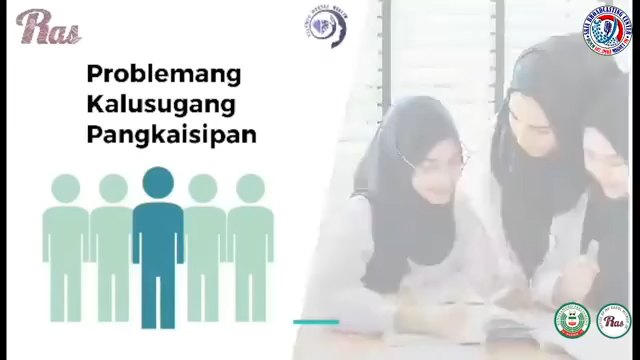 Ras
Problemang
Kalusugang
Pangkaisipan
Ras